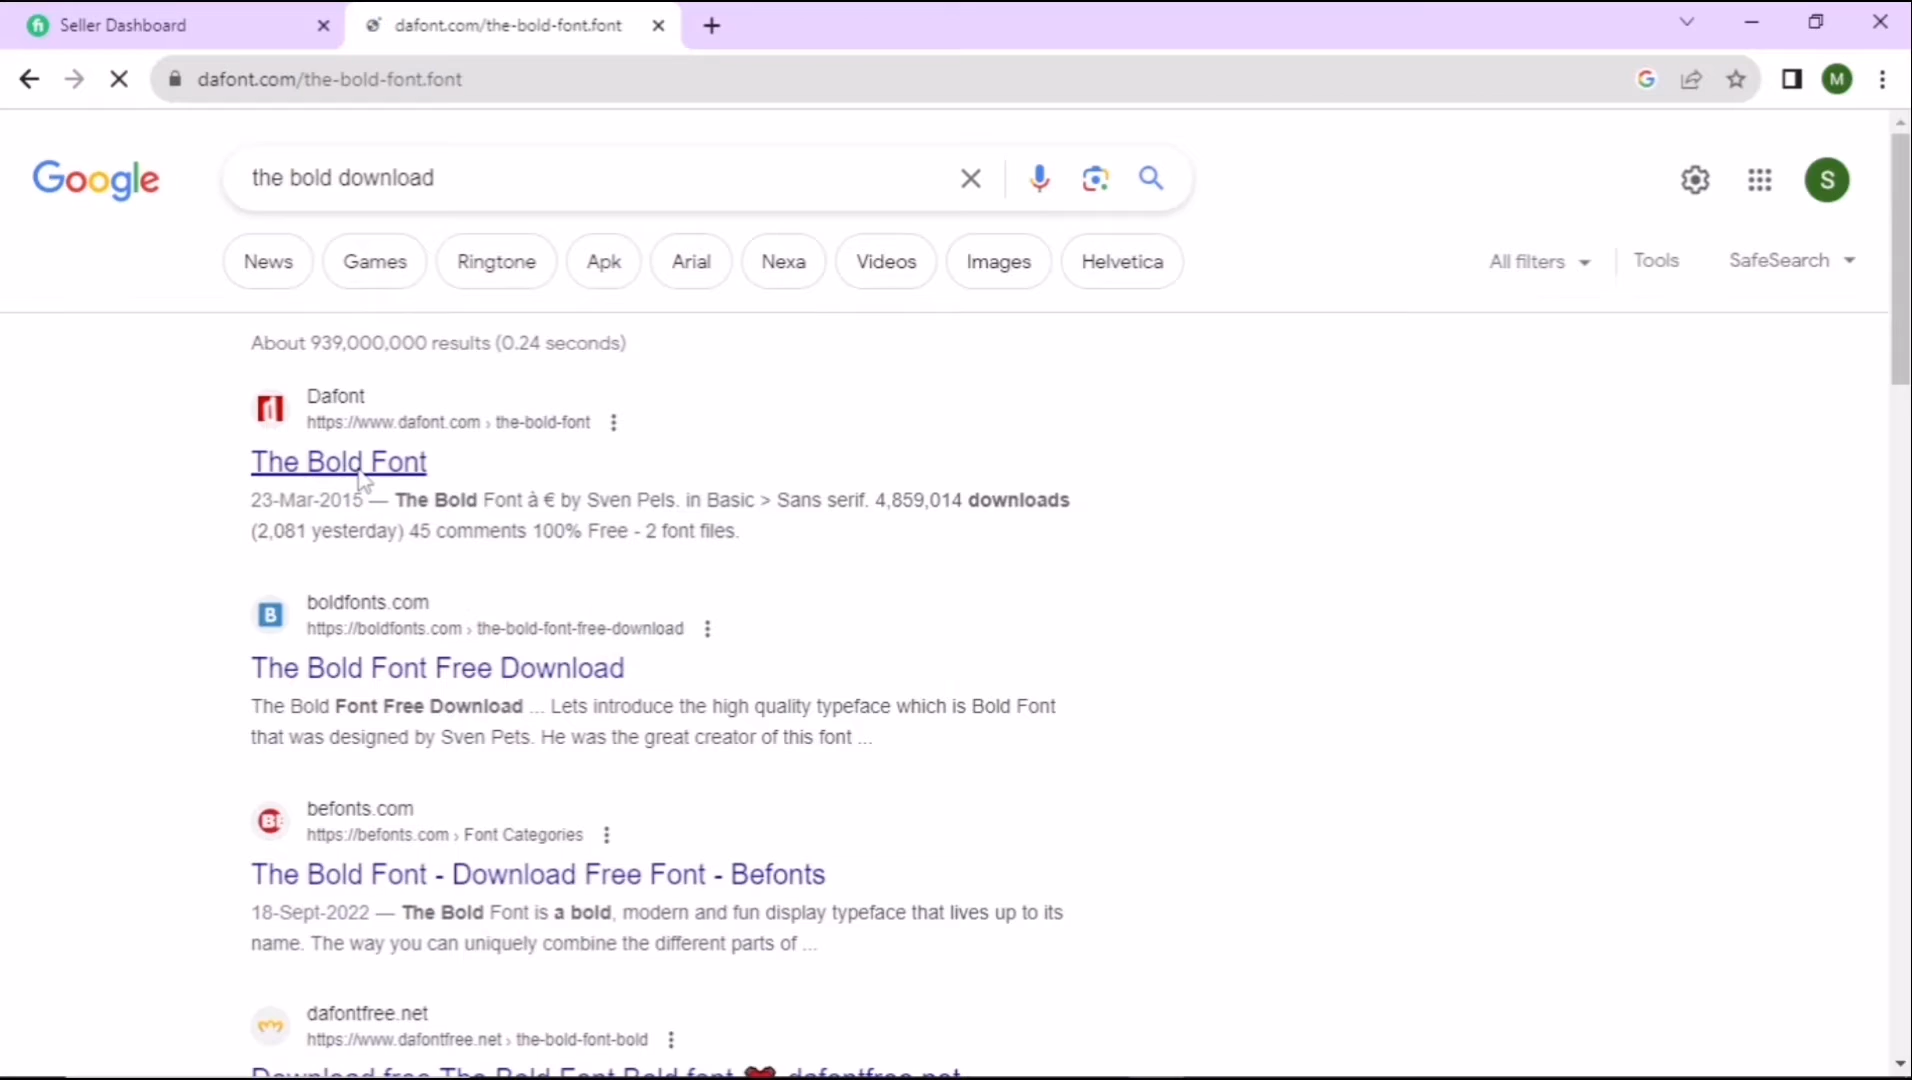 Seller Dashboard
dafont.com/the-bold-font.font
dafont.com/the-bold-font.font
M
Google
the bold download
S
News
Games
Ringtone
Apk
Arial
Nexa
Videos
Images
Helvetica
All filters
Tools
SafeSearch
About 939,000,000 results (0.24 seconds)
Dafont
https://www.dafont.com › the-bold-font
The Bold Font
23-Mar-2015 — The Bold Font à € by Sven Pels. in Basic > Sans serif. 4,859,014 downloads
(2,081 yesterday) 45 comments 100% Free - 2 font files.
B
boldfonts.com
https://boldfonts.com › the-bold-font-free-download
The Bold Font Free Download
The Bold Font Free Download ... Lets introduce the high quality typeface which is Bold Font
that was designed by Sven Pets. He was the great creator of this font ...
befonts.com
https://befonts.com › Font Categories
The Bold Font - Download Free Font - Befonts
18-Sept-2022 — The Bold Font is a bold, modern and fun display typeface that lives up to its
name. The way you can uniquely combine the different parts of ...
dafontfree.net
https://www.dafontfree.net › the-bold-font-bold
Download free The Bold Font Bold font ❤️ dafontfree.net